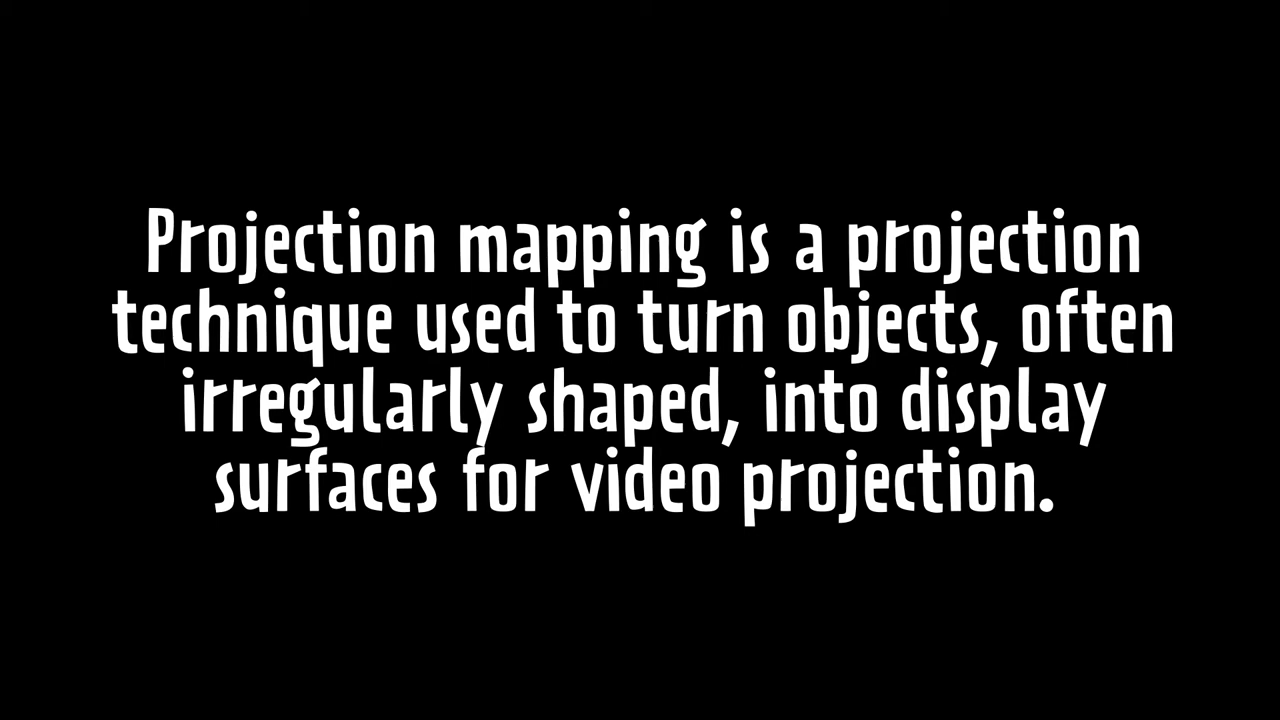 Projection mapping is a projection
technique used to turn objects, often
irregularly shaped, into display
surfaces for video projection.